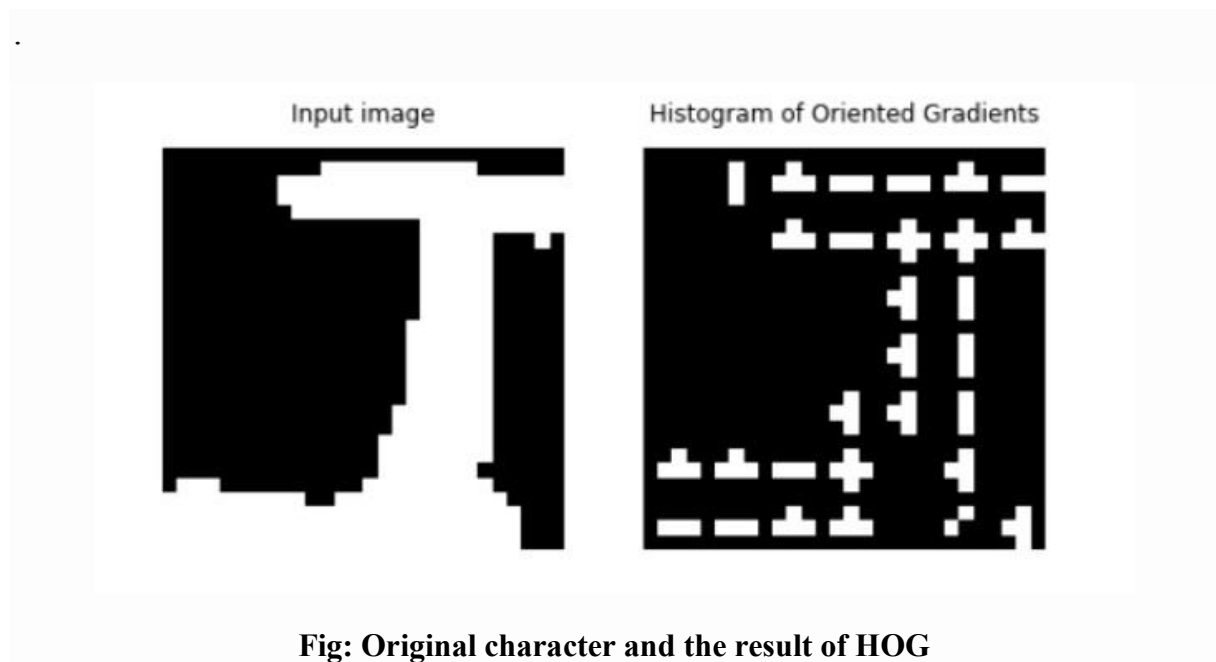 .
Input image
Histogram of Oriented Gradients
Fig: Original character and the result of HOG